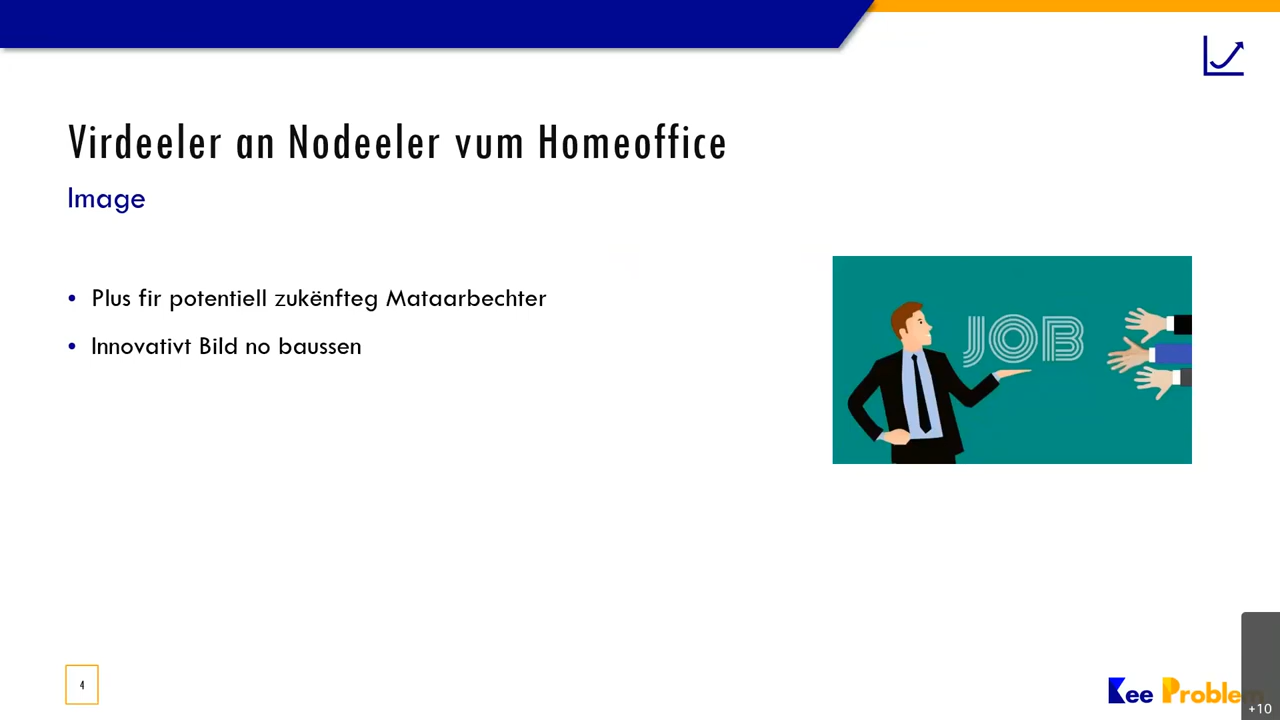 Virdeeler an Nodeeler vum Homeoffice
Image
• Plus fir potentiell zukënfteg Mataarbechter
• Innovativt Bild no baussen
JOB
4
Kee Problem
+10